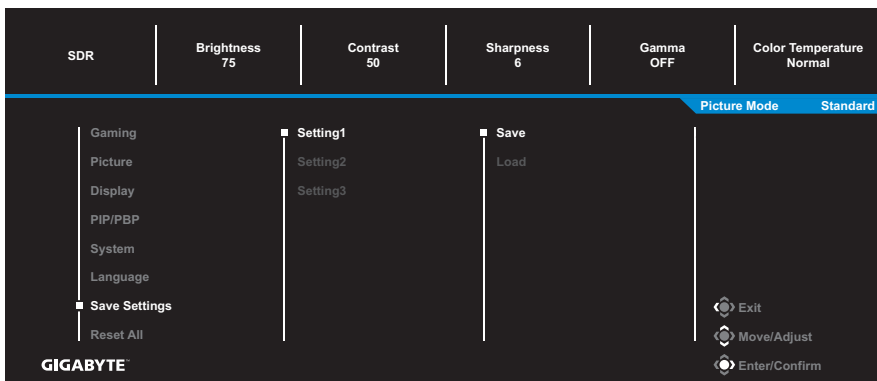 SDR
Brightness
75
Contrast
50
Sharpness
6
Gamma
OFF
Color Temperature
Normal
Picture Mode Standard
Gaming
Picture
Display
PIP/PBP
System
Language
Save Settings
Reset All
Setting1
Setting2
Setting3
Save
Load
Exit
Move/Adjust
Enter/Confirm
GIGABYTE™